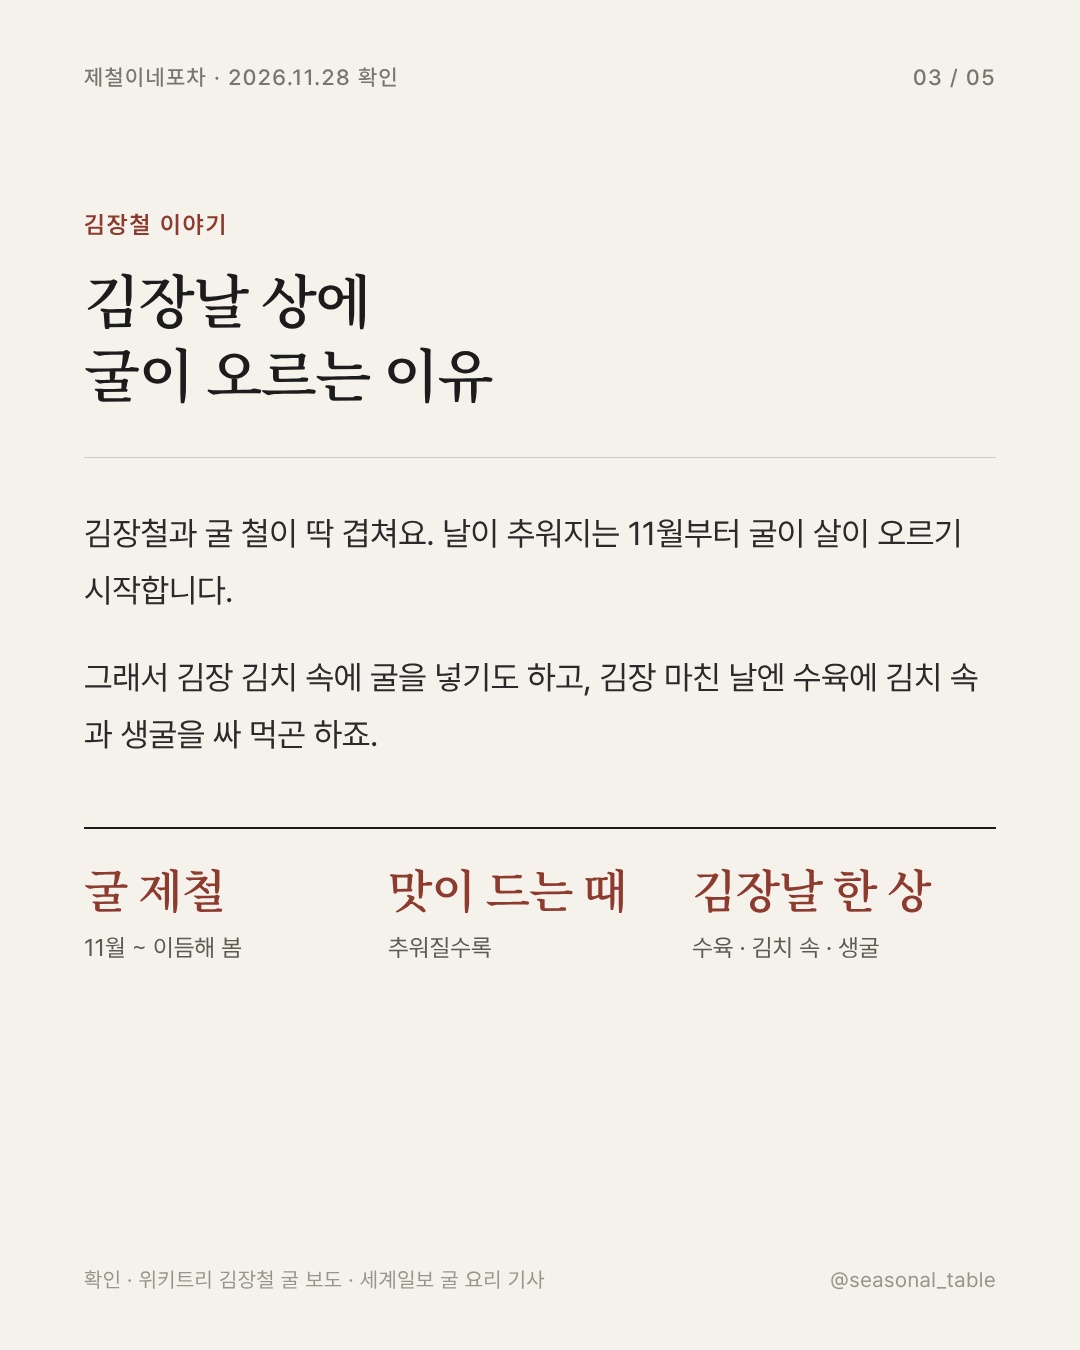 제철이네포차 · 2026.11.28 확인
03 / 05
김장철 이야기
김장날 상에
굴이 오르는 이유
김장철과 굴 철이 딱 겹쳐요. 날이 추워지는 11월부터 굴이 살이 오르기
시작합니다.
그래서 김장 김치 속에 굴을 넣기도 하고, 김장 마친 날엔 수육에 김치 속
과 생굴을 싸 먹곤 하죠.
굴 제철
11월 ~ 이듬해 봄
맛이 드는 때
추워질수록
김장날 한 상
수육 · 김치 속 · 생굴
확인 · 위키트리 김장철 굴 보도 · 세계일보 굴 요리 기사
@seasonal_table